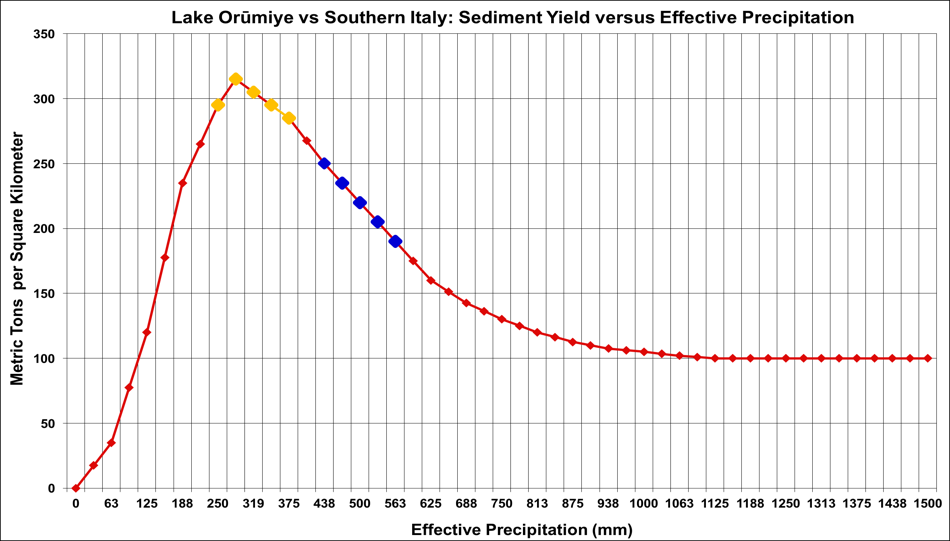 Lake Orūmiye vs Southern Italy: Sediment Yield versus Effective Precipitation
350
300
250
200
150
100
50
0
Metric Tons per Square Kilometer
0 63 125 188 250 319 375 438 500 563 625 688 750 813 875 938 1000 1063 1125 1188 1250 1313 1375 1438 1500
Effective Precipitation (mm)